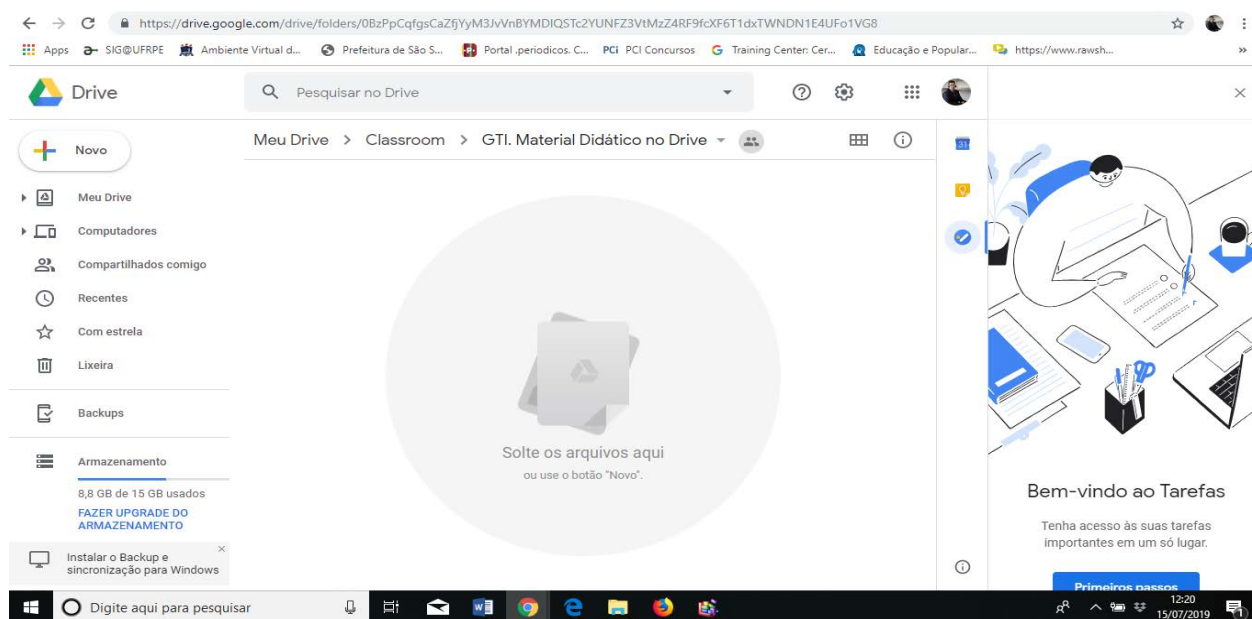 https://drive.google.com/drive/folders/0BzPpCqfgsCaZfjYyM3JvVnBYMDlQSTc2YUNFZ3VtMzZ4RF9fcXF6T1dxTWNDN1E4UFo1VG8
Apps SIG@UFRPE Ambiente Virtual d... Prefeitura de São S... Portal .periodicos. C... PCi PCI Concursos G Training Center: Cer... Educação e Popular... https://www.rawsh... »
Drive
Pesquisar no Drive
Novo
Meu Drive > Classroom > GTI. Material Didático no Drive
31
Meu Drive
Computadores
Compartilhados comigo
Recentes
Com estrela
Lixeira
Backups
Armazenamento
8,8 GB de 15 GB usados
FAZER UPGRADE DO
ARMAZENAMENTO
Instalar o Backup e
sincronização para Windows
Solte os arquivos aqui
ou use o botão "Novo".
Bem-vindo ao Tarefas
Tenha acesso às suas tarefas
importantes em um só lugar.
Primeiros passos
Digite aqui para pesquisar
12:20
15/07/2019